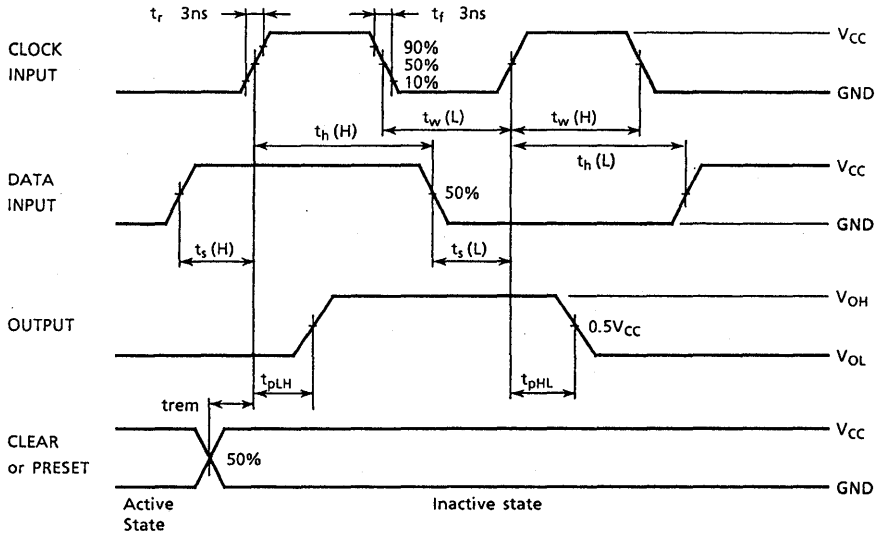 tr 3ns
tf 3ns
CLOCK
INPUT
90%
50%
10%
VCC
GND
th (H)
tw (L)
tw (H)
th (L)
DATA
INPUT
50%
VCC
GND
ts (H)
ts (L)
OUTPUT
VOH
0.5VCC
VOL
tpLH
tpHL
trem
CLEAR
or PRESET
50%
VCC
GND
Active
State
Inactive state